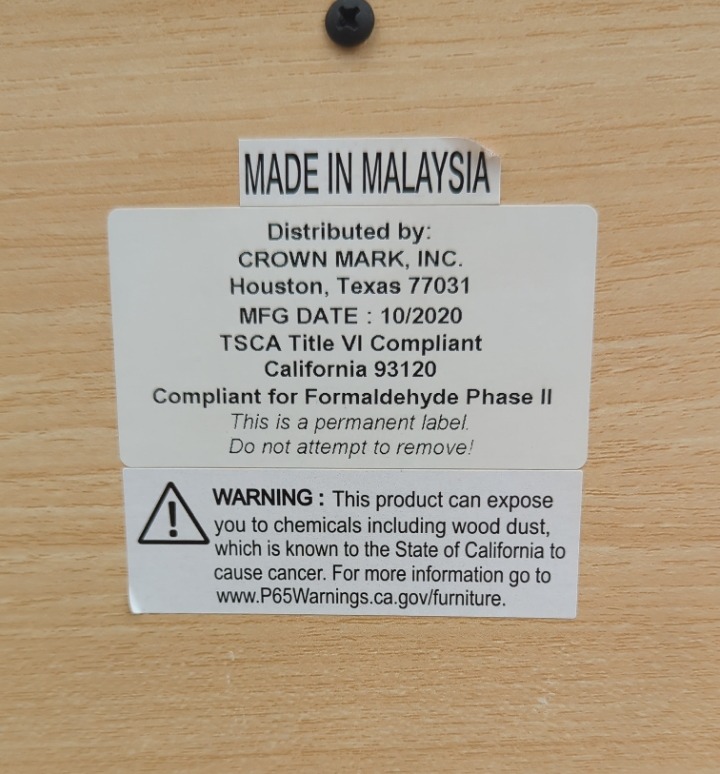 MADE IN MALAYSIA
Distributed by:
CROWN MARK, INC.
Houston, Texas 77031
MFG DATE : 10/2020
TSCA Title VI Compliant
California 93120
Compliant for Formaldehyde Phase II
This is a permanent label.
Do not attempt to remove!
WARNING : This product can expose
you to chemicals including wood dust,
which is known to the State of California to
cause cancer. For more information go to
www.P65Warnings.ca.gov/furniture.